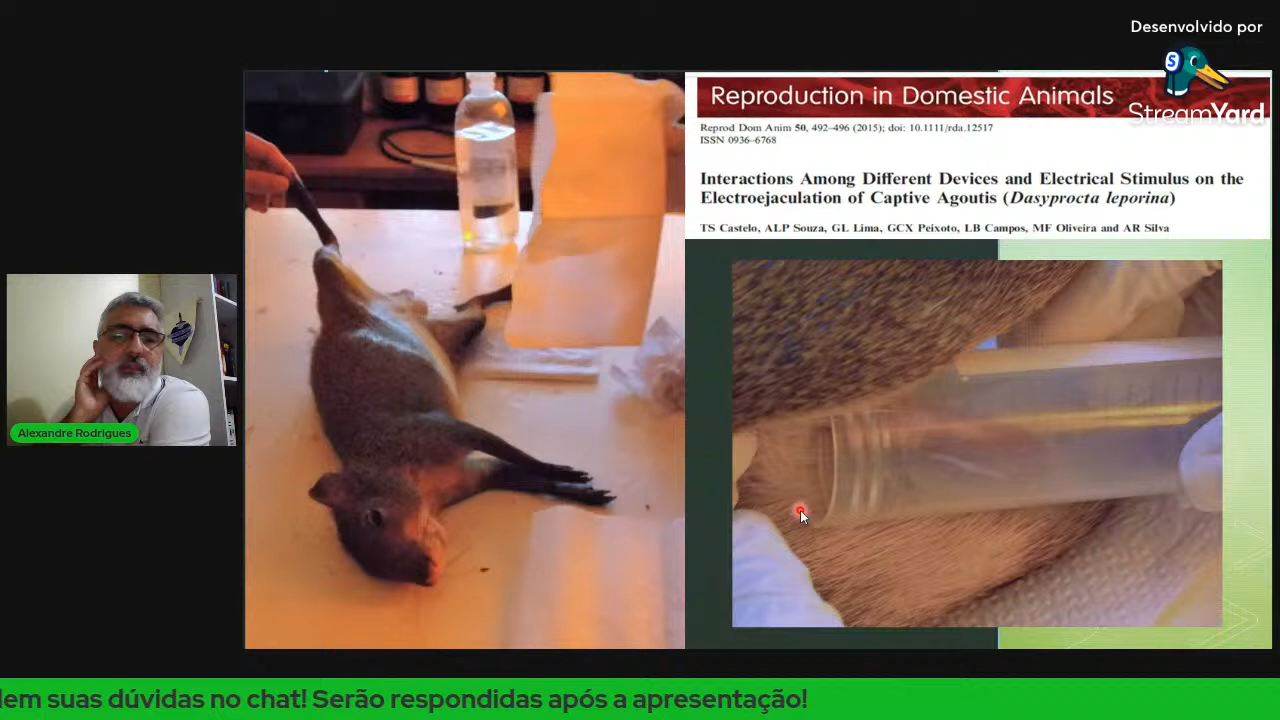 Desenvolvido por
StreamYard
Reproduction in Domestic Animals
Reprod Dom Anim 50, 492–496 (2015); doi: 10.1111/rda.12517
ISSN 0936–6768
Interactions Among Different Devices and Electrical Stimulus on the
Electroejaculation of Captive Agoutis (Dasyprocta leporina)
TS Castelo, ALP Souza, GL Lima, GCX Peixoto, LB Campos, MF Oliveira and AR Silva
Alexandre Rodrigues
suas dúvidas no chat! Serão respondidas após a apresentação!